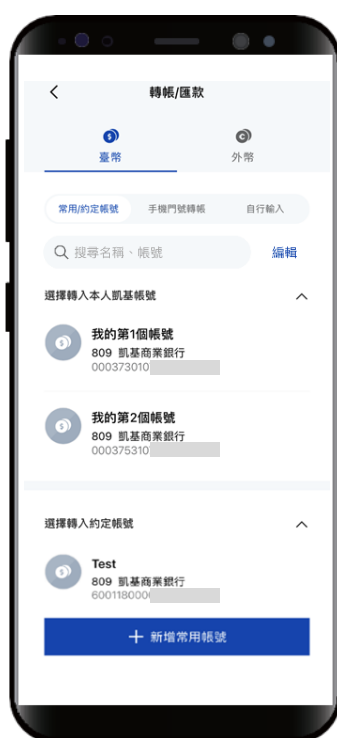 轉帳/匯款
臺幣
外幣
常用/約定帳號 手機門號轉帳 自行輸入
搜尋名稱、帳號 編輯
選擇轉入本人凱基帳號
我的第1個帳號
809 凱基商業銀行
000373010
我的第2個帳號
809 凱基商業銀行
000375310
選擇轉入約定帳號
Test
809 凱基商業銀行
600118000
+ 新增常用帳號